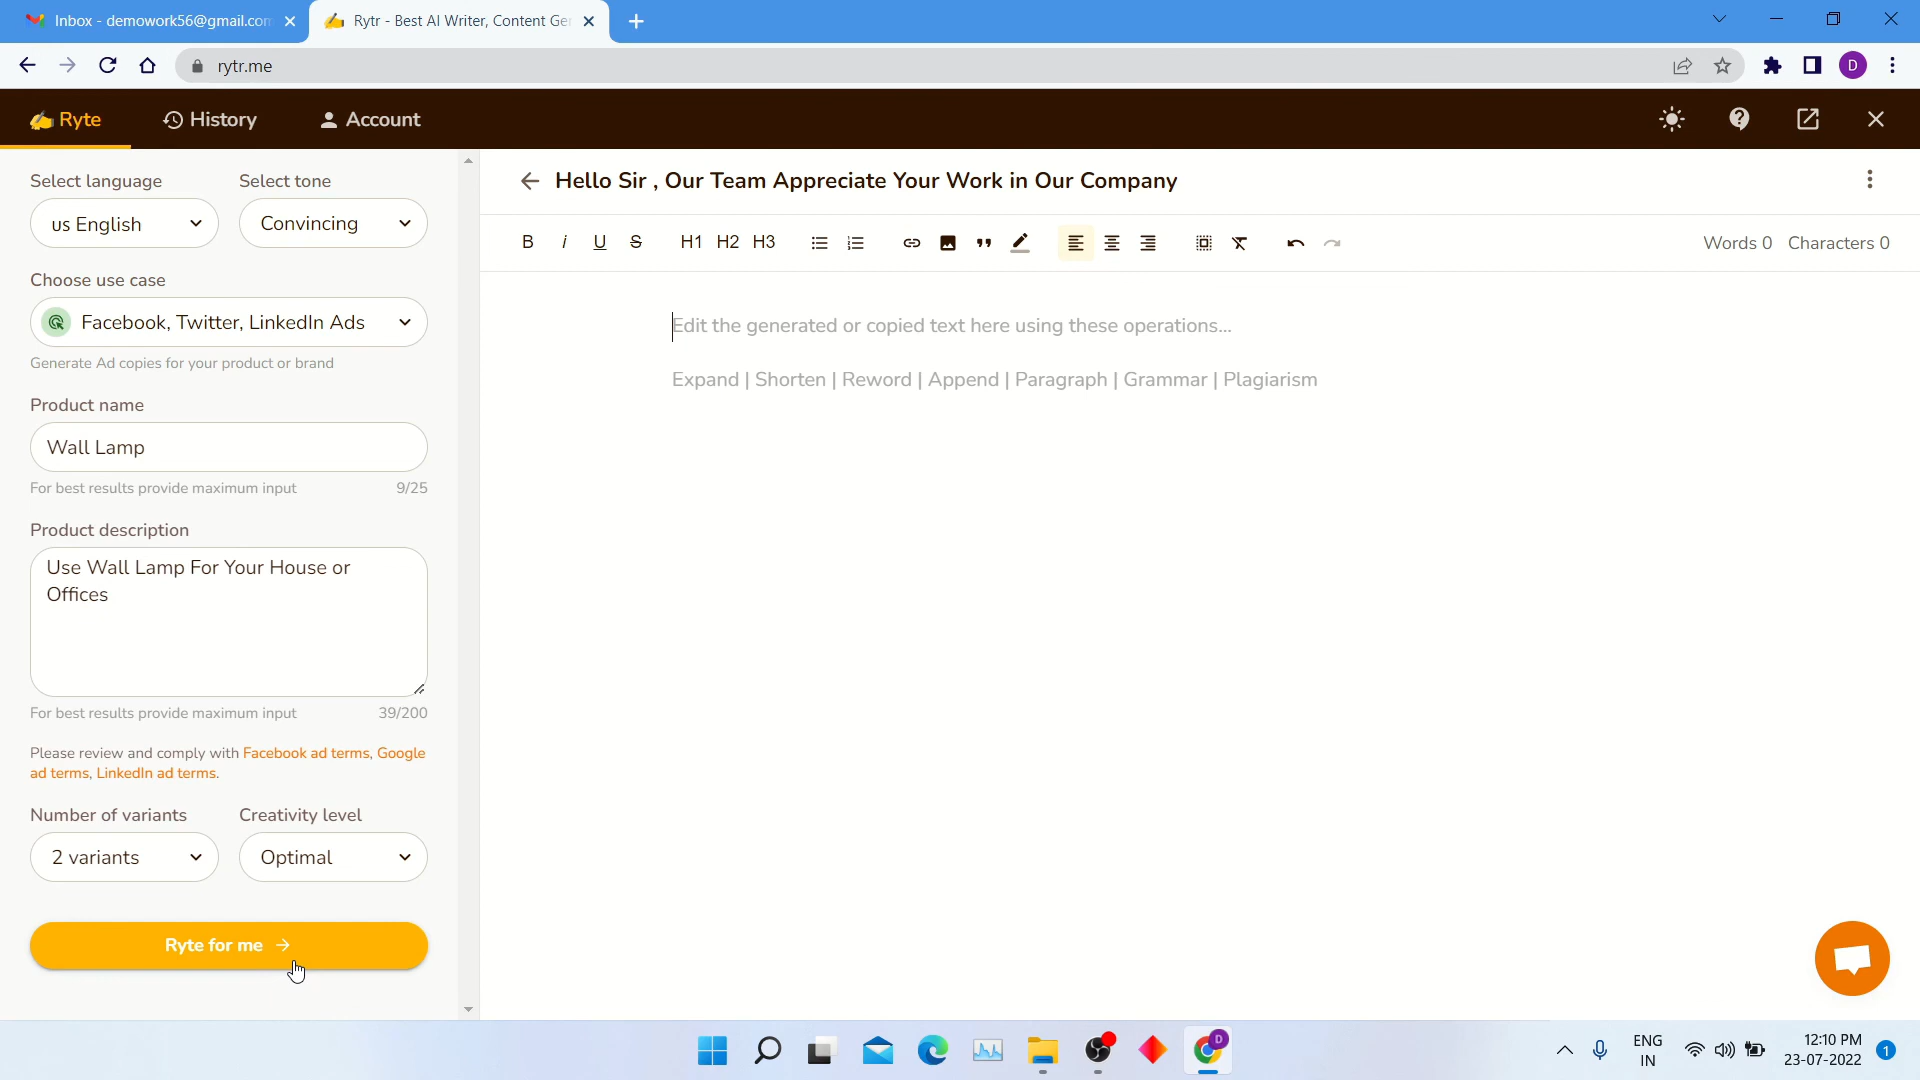 Inbox - demowork56@gmail.com
Rytr - Best AI Writer, Content Ge
rytr.me
D
Ryte
History
Account
Select language
Select tone
us English
Convincing
Choose use case
Facebook, Twitter, LinkedIn Ads
Generate Ad copies for your product or brand
Product name
Wall Lamp
For best results provide maximum input
9/25
Product description
Use Wall Lamp For Your House or
Offices
For best results provide maximum input
39/200
Please review and comply with Facebook ad terms, Google
ad terms, LinkedIn ad terms.
Number of variants
Creativity level
2 variants
Optimal
Ryte for me →
Hello Sir , Our Team Appreciate Your Work in Our Company
B i U S H1 H2 H3
Words 0 Characters 0
Edit the generated or copied text here using these operations...
Expand | Shorten | Reword | Append | Paragraph | Grammar | Plagiarism
D
ENG
IN
12:10 PM
23-07-2022
1